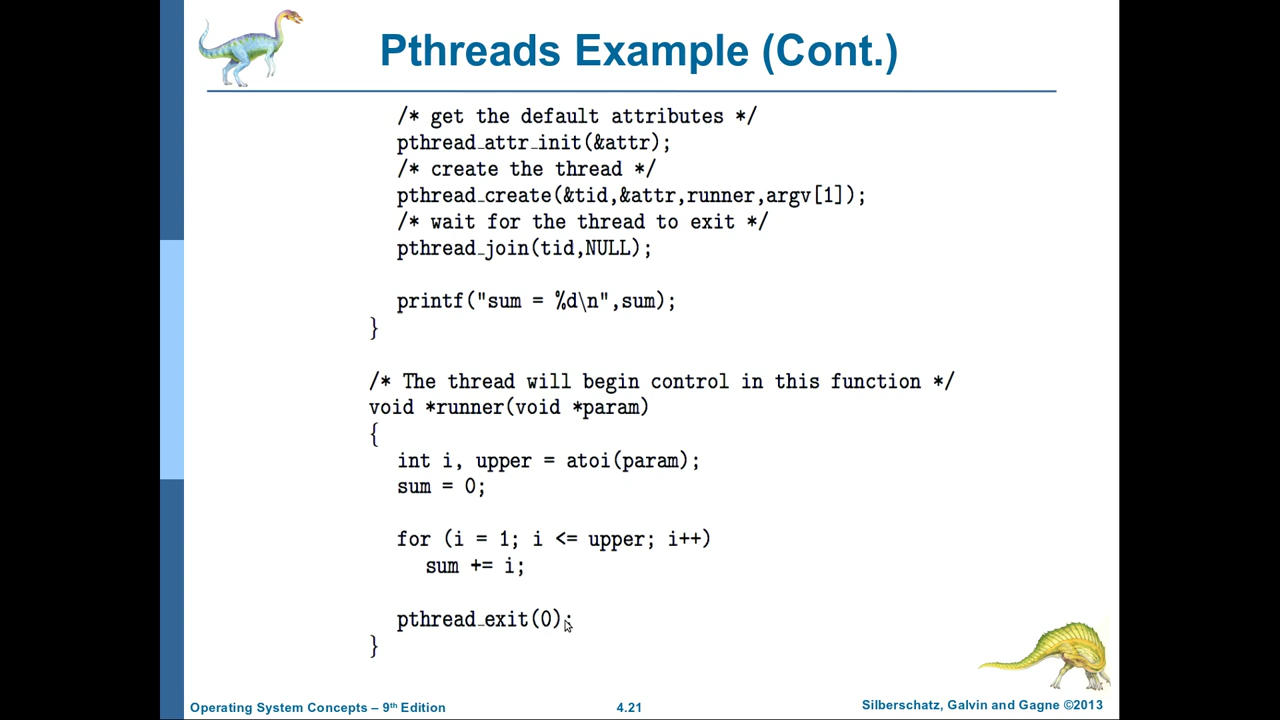 Pthreads Example (Cont.)
/* get the default attributes */
pthread_attr_init(&attr);
/* create the thread */
pthread_create(&tid,&attr,runner,argv[1]);
/* wait for the thread to exit */
pthread_join(tid,NULL);
printf("sum = %d\n",sum);
}
/* The thread will begin control in this function */
void *runner(void *param)
{
int i, upper = atoi(param);
sum = 0;
for (i = 1; i <= upper; i++)
sum += i;
pthread_exit(0);
}
Operating System Concepts – 9th Edition
4.21
Silberschatz, Galvin and Gagne ©2013